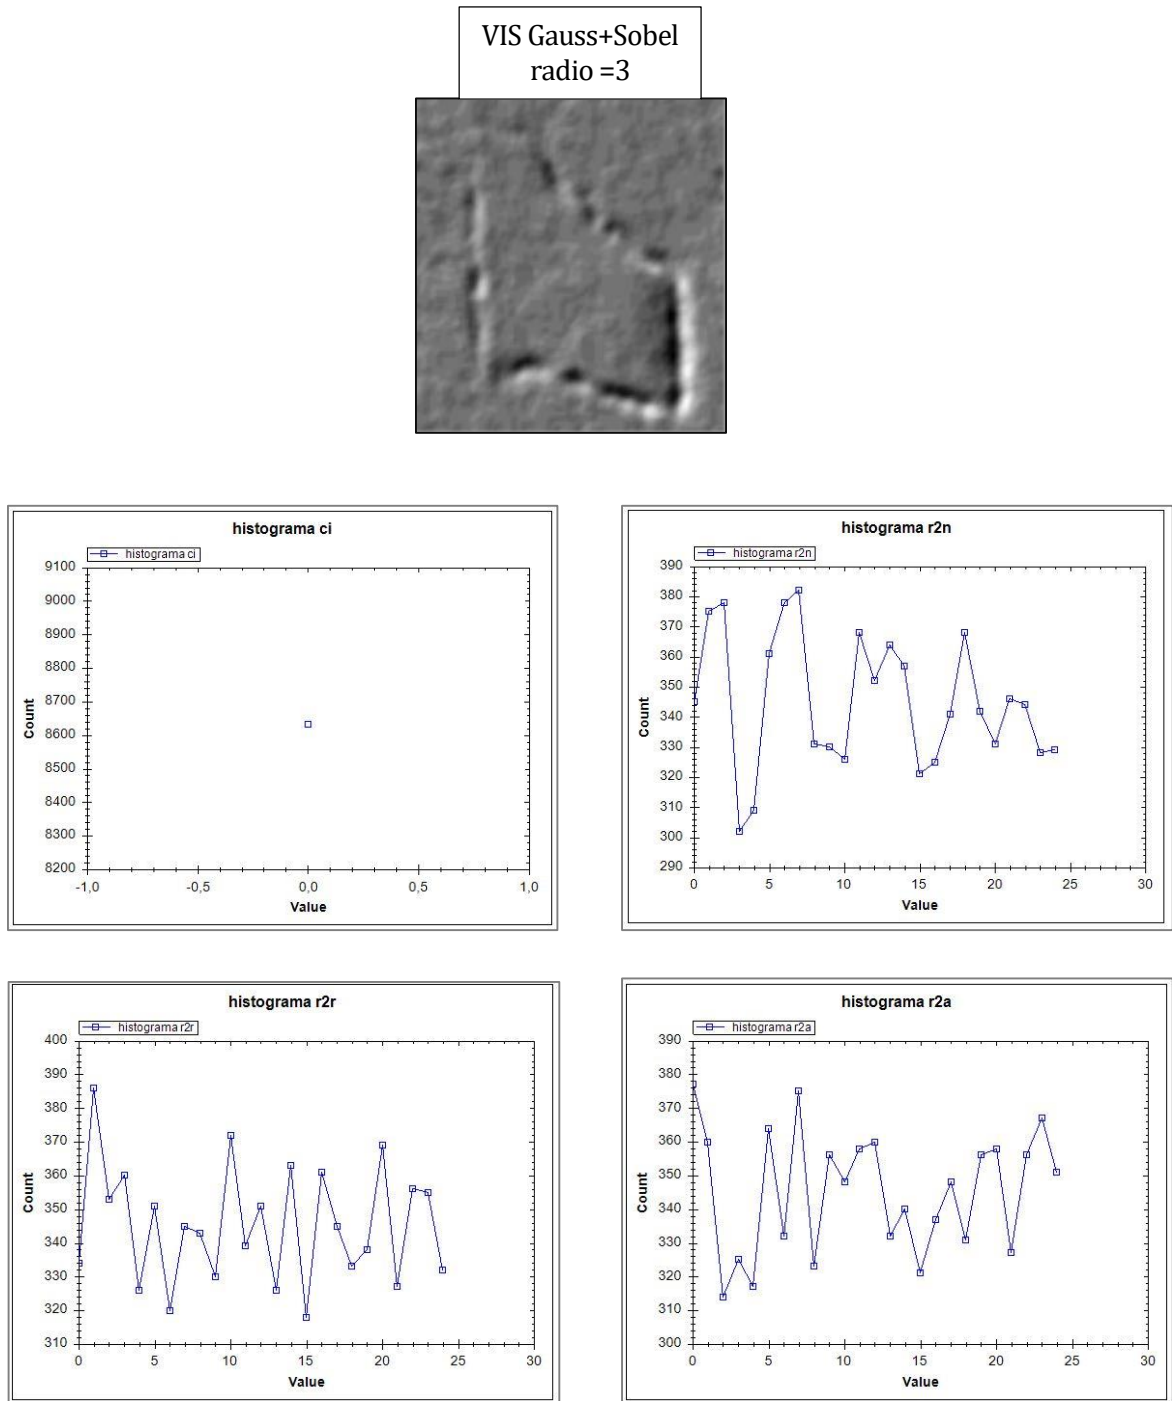 VIS Gauss+Sobel
radio =3
histograma ci
histograma ci
9100
9000
8900
8800
8700
8600
8500
8400
8300
8200
Count
-1,0 -0,5 0,0 0,5 1,0
Value
histograma r2n
histograma r2n
390
380
370
360
350
340
330
320
310
300
290
Count
0 5 10 15 20 25 30
Value
histograma r2r
histograma r2r
400
390
380
370
360
350
340
330
320
310
Count
0 5 10 15 20 25 30
Value
histograma r2a
histograma r2a
390
380
370
360
350
340
330
320
310
300
Count
0 5 10 15 20 25 30
Value